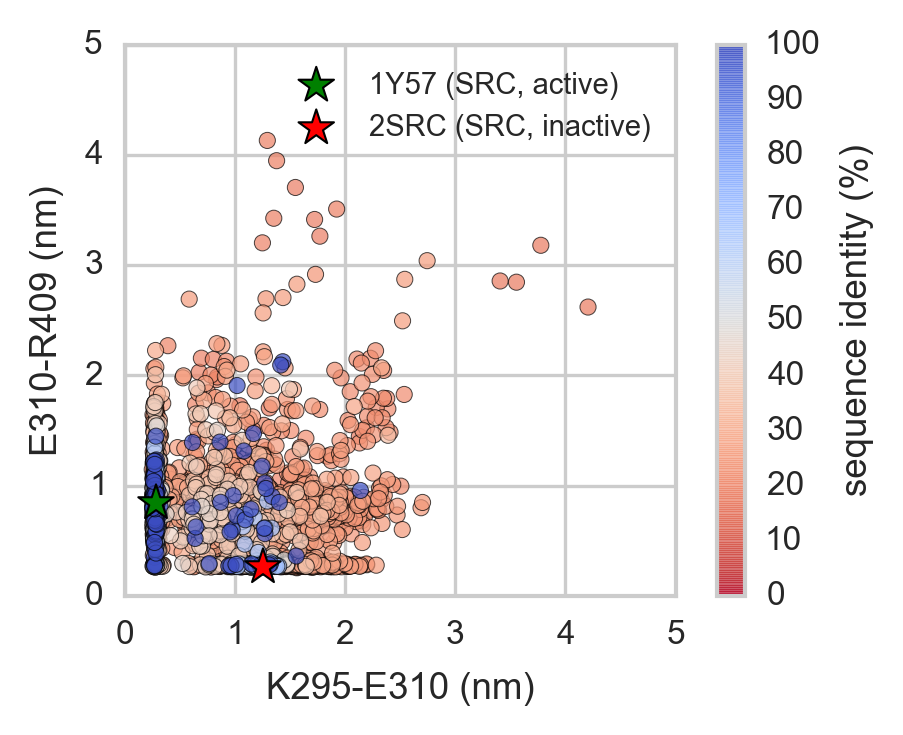 5
4
3
2
1
0
E310-R409 (nm)
1Y57 (SRC, active)
2SRC (SRC, inactive)
0 1 2 3 4 5
K295-E310 (nm)
100
90
80
70
60
50
40
30
20
10
0
sequence identity (%)